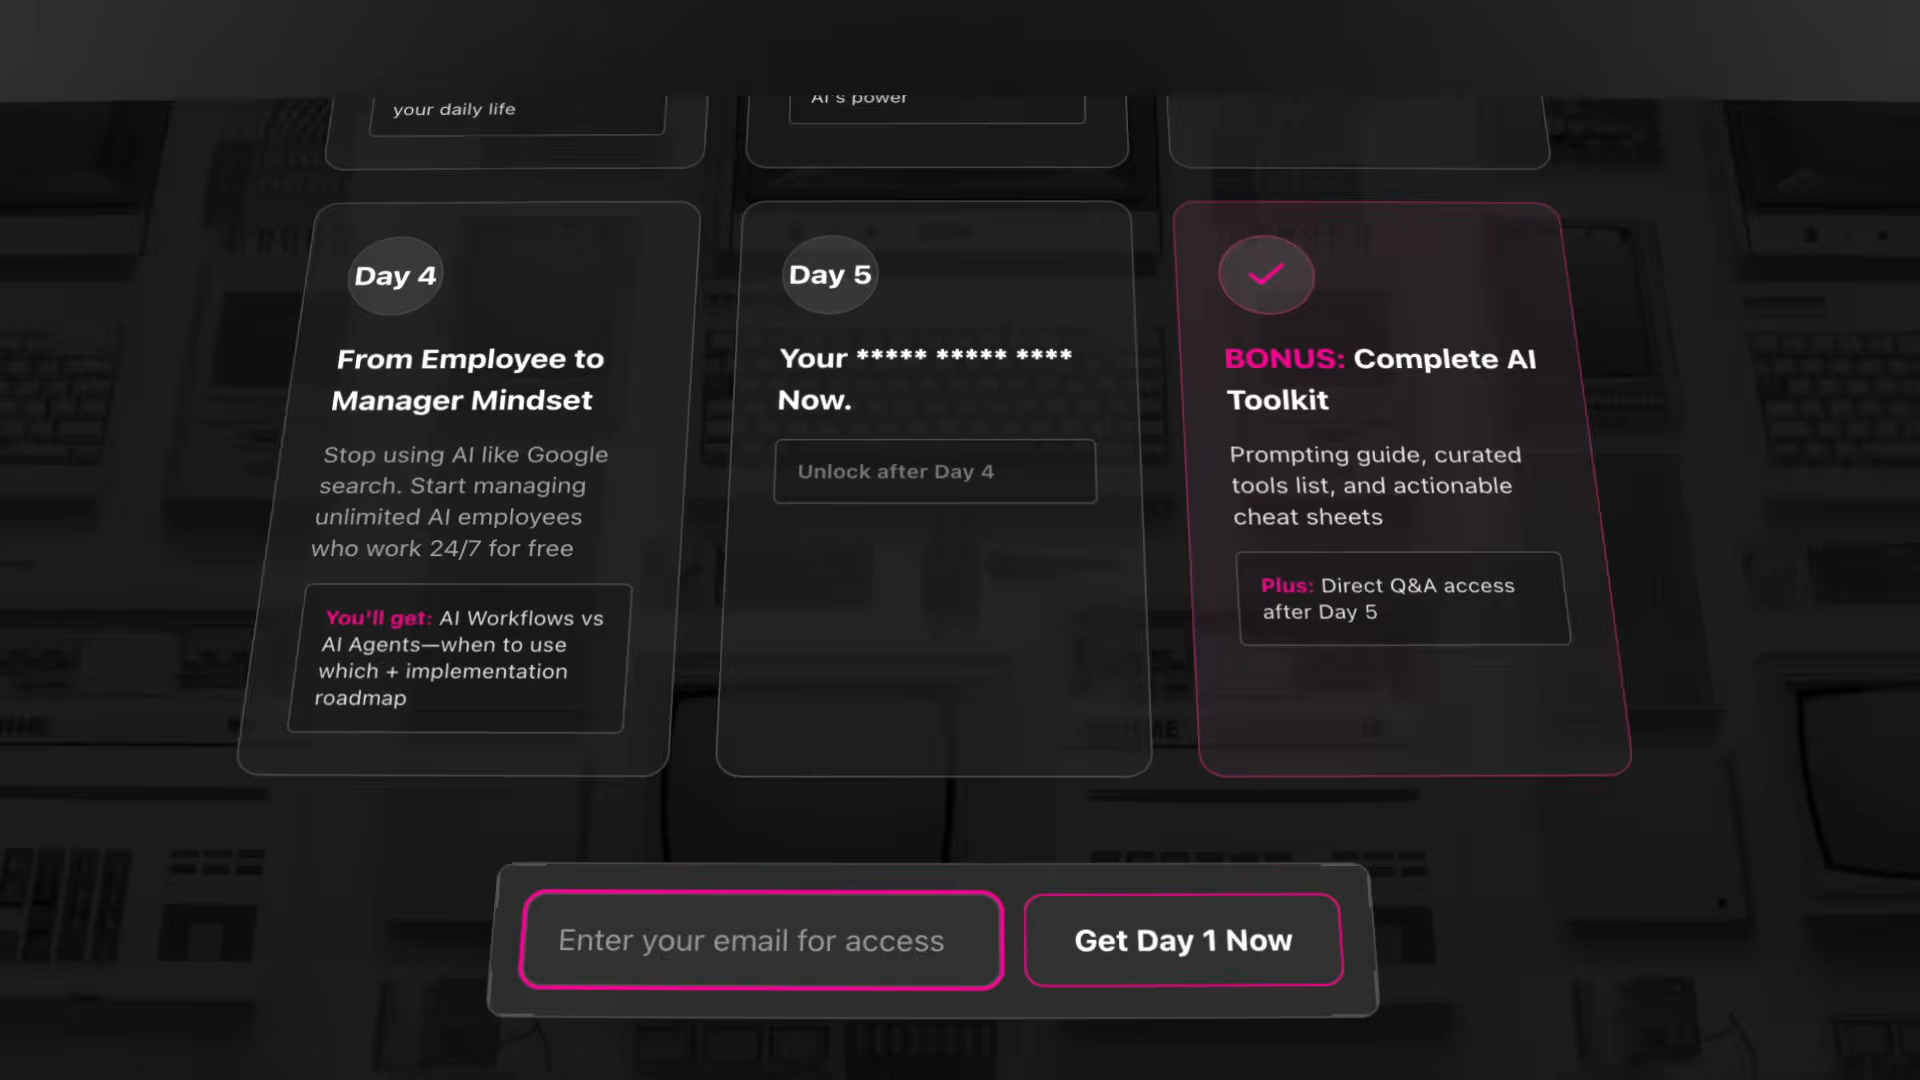 your daily life
AI's power
Day 4
From Employee to
Manager Mindset
Stop using AI like Google
search. Start managing
unlimited AI employees
who work 24/7 for free
You'll get: AI Workflows vs
AI Agents—when to use
which + implementation
roadmap
Day 5
Your ***** ***** ****
Now.
Unlock after Day 4
BONUS: Complete AI
Toolkit
Prompting guide, curated
tools list, and actionable
cheat sheets
Plus: Direct Q&A access
after Day 5
Enter your email for access
Get Day 1 Now